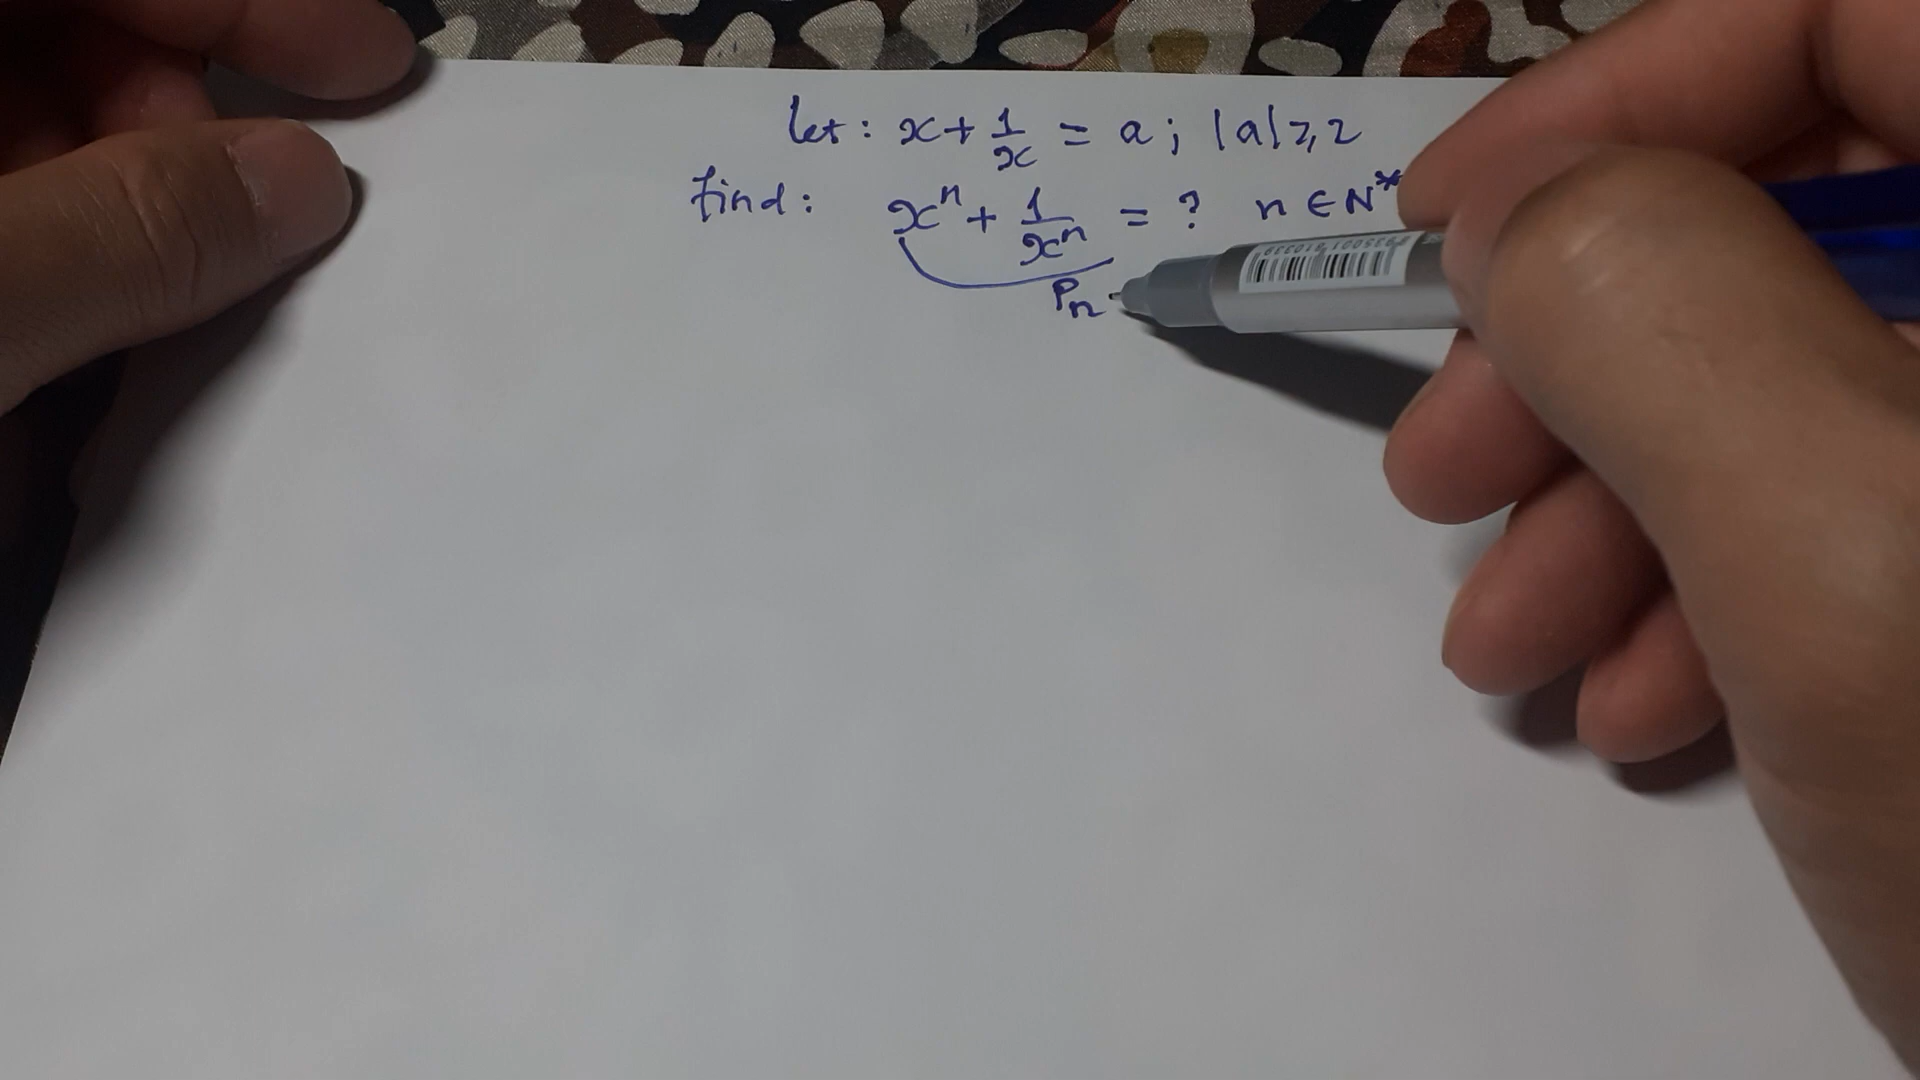 let: x + 1/x = a ; |a| ⩾ 2
find: x^n + 1/x^n = ? n ∈ N*
P_n